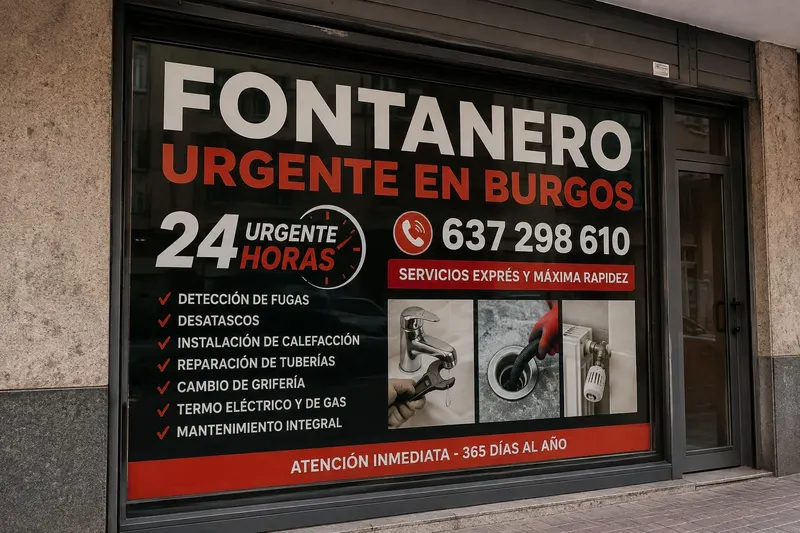 FONTANERO
URGENTE EN BURGOS
24 URGENTE HORAS
637 298 610
SERVICIOS EXPRÉS Y MÁXIMA RAPIDEZ
DETECCIÓN DE FUGAS
DESATASCOS
INSTALACIÓN DE CALEFACCIÓN
REPARACIÓN DE TUBERÍAS
CAMBIO DE GRIFERÍA
TERMO ELÉCTRICO Y DE GAS
MANTENIMIENTO INTEGRAL
ATENCIÓN INMEDIATA - 365 DÍAS AL AÑO